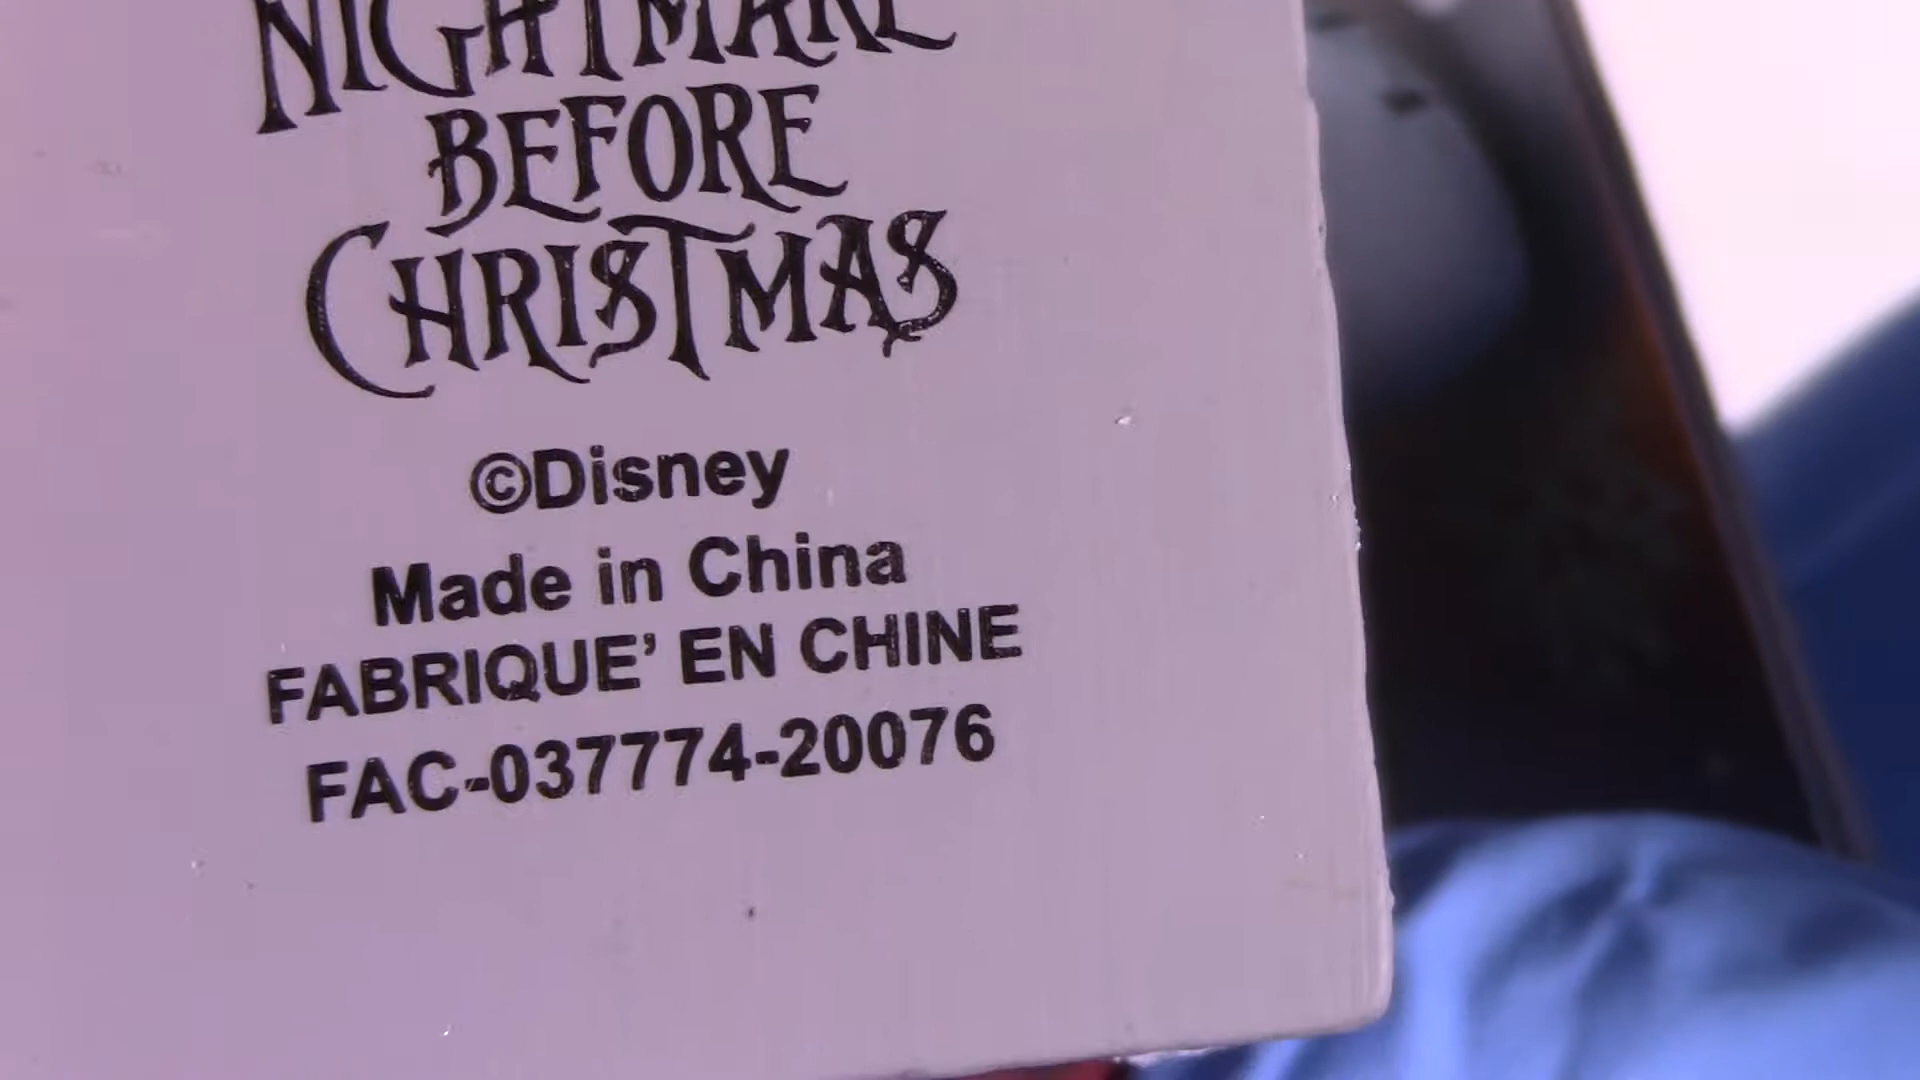 NIGHTMARE
BEFORE
CHRISTMAS
©Disney
Made in China
FABRIQUE' EN CHINE
FAC-037774-20076